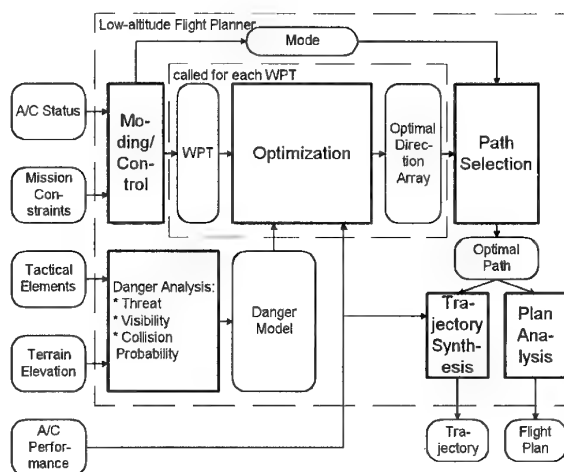 Low-altitude Flight Planner
Mode
called for each WPT
A/C Status
Mission
Con-
straints
Tactical
Elements
Terrain
Elevation
A/C
Perfor-
mance
Mo-
ding/
Con-
trol
WPT
Optimization
Optimal
Direc-
tion
Array
Path
Selection
Optimal
Path
Danger Analysis:
* Threat
* Visibility
* Collision
Probability
Danger
Model
Tra-
jectory
Synth-
esis
Plan
Ana-
lysis
Tra-
jectory
Flight
Plan